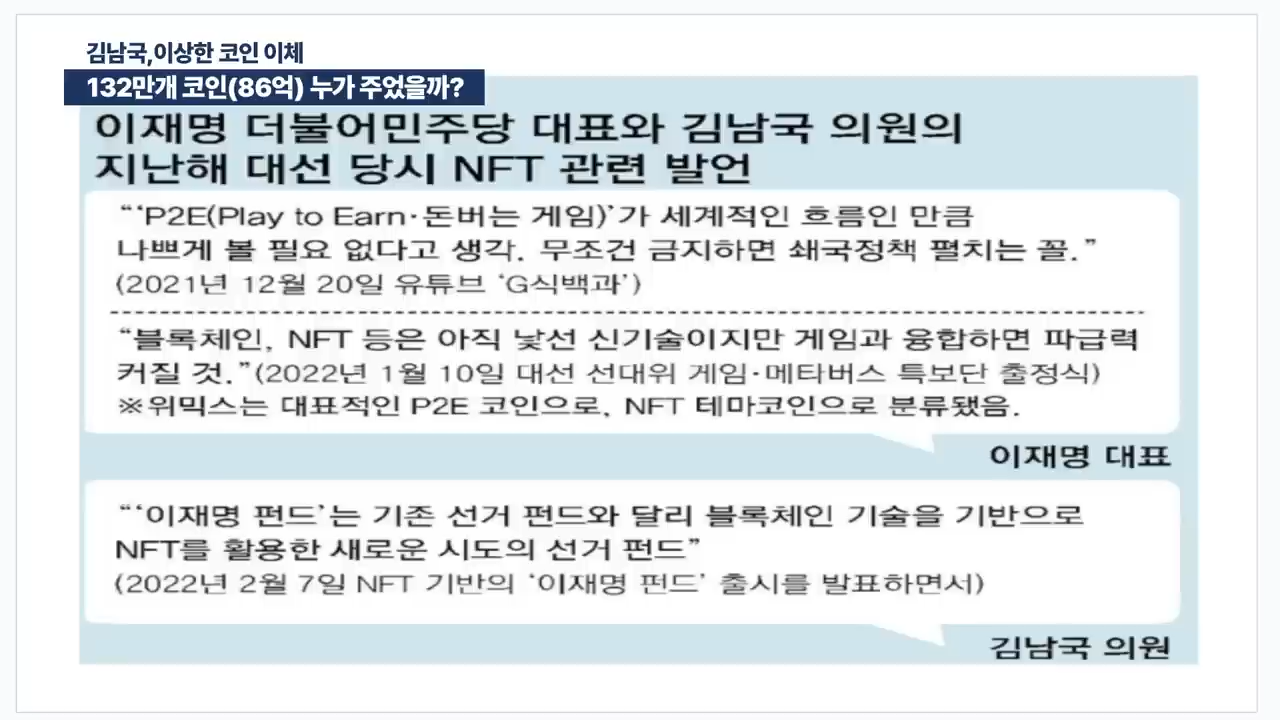 김남국,이상한 코인 이체
132만개 코인(86억) 누가 주었을까?
이재명 더불어민주당 대표와 김남국 의원의
지난해 대선 당시 NFT 관련 발언
“‘P2E(Play to Earn·돈버는 게임)’가 세계적인 흐름인 만큼
나쁘게 볼 필요 없다고 생각. 무조건 금지하면 쇄국정책 펼치는 꼴.”
(2021년 12월 20일 유튜브 ‘G식백과’)
“블록체인, NFT 등은 아직 낯선 신기술이지만 게임과 융합하면 파급력
커질 것.”(2022년 1월 10일 대선 선대위 게임·메타버스 특보단 출정식)
※위믹스는 대표적인 P2E 코인으로, NFT 테마코인으로 분류됐음.
이재명 대표
“‘이재명 펀드’는 기존 선거 펀드와 달리 블록체인 기술을 기반으로
NFT를 활용한 새로운 시도의 선거 펀드”
(2022년 2월 7일 NFT 기반의 ‘이재명 펀드’ 출시를 발표하면서)
김남국 의원